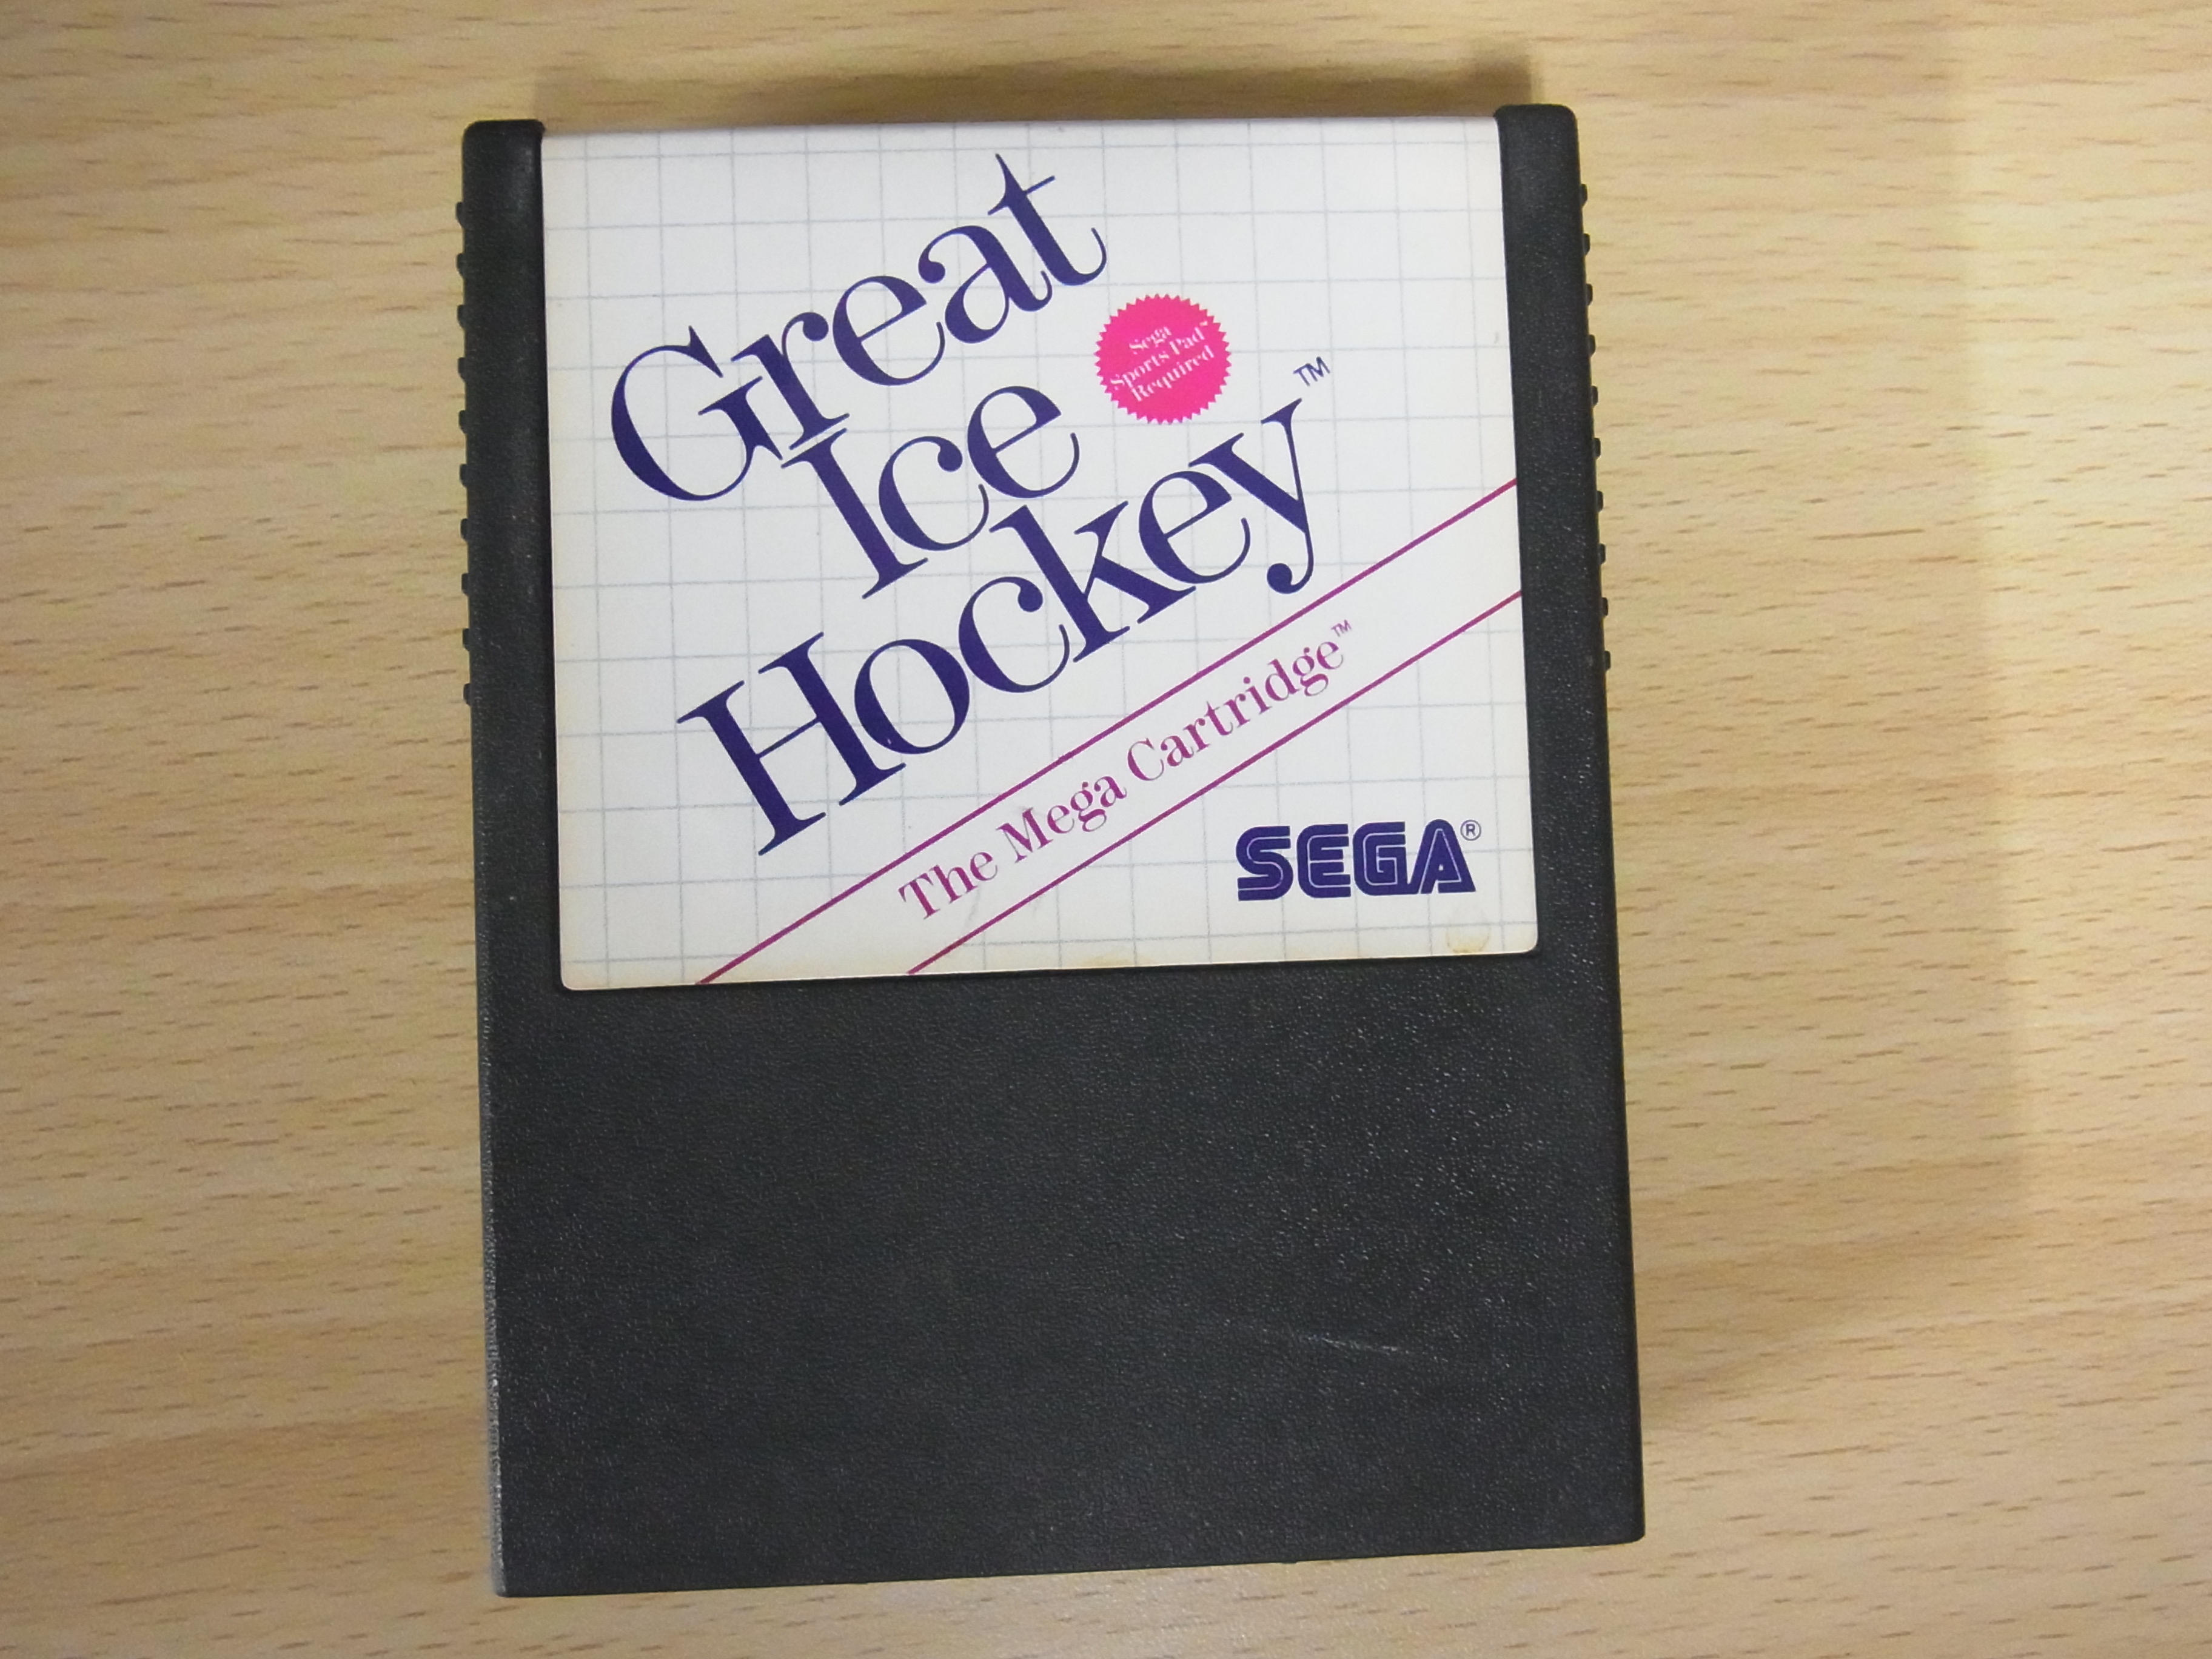 Great
Ice
Hockey™
Sega
Sports Pad™
Required
The Mega Cartridge™
SEGA®